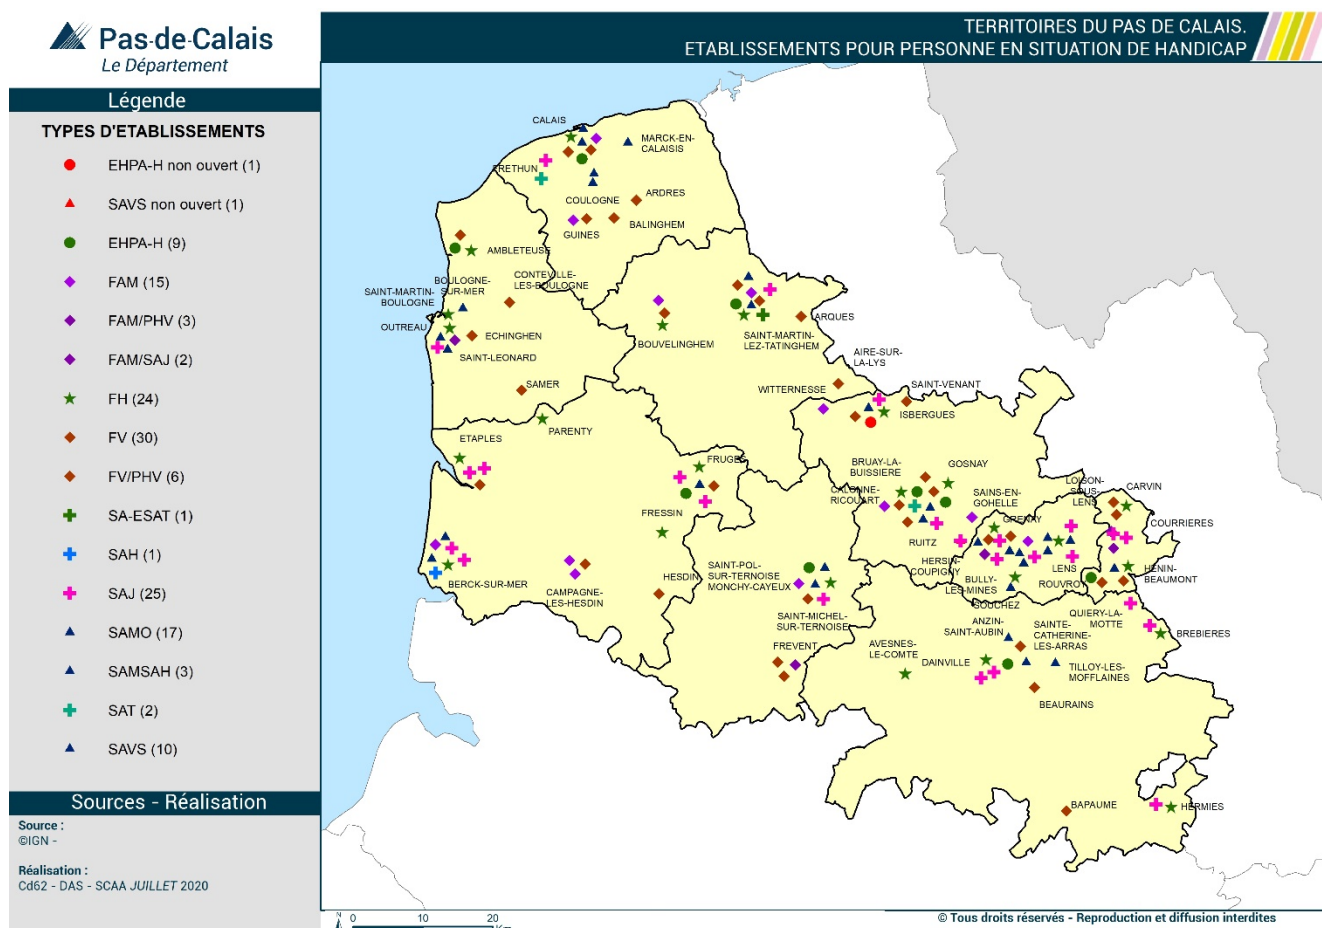 Pas-de-Calais
Le Département
TERRITOIRES DU PAS DE CALAIS.
ETABLISSEMENTS POUR PERSONNE EN SITUATION DE HANDICAP
Légende
TYPES D'ETABLISSEMENTS
EHPA-H non ouvert (1)
SAVS non ouvert (1)
EHPA-H (9)
FAM (15)
FAM/PHV (3)
FAM/SAJ (2)
FH (24)
FV (30)
FV/PHV (6)
SA-ESAT (1)
SAH (1)
SAJ (25)
SAMO (17)
SAMSAH (3)
SAT (2)
SAVS (10)
Sources - Réalisation
Source :
©IGN -
Réalisation :
Cd62 - DAS - SCAA JUILLET 2020
CALAIS
MARCK-EN-
CALAISIS
FRETHUN
COULOGNE
ARDRES
GUINES
BALINGHEM
AMBLETEUSE
BOULOGNE-
SUR-MER
CONTEVILLE-
LES-BOULOGNE
SAINT-MARTIN-
BOULOGNE
OUTREAU
ECHINGHEN
SAINT-LEONARD
SAMER
BOUVELINGHEM
SAINT-MARTIN-
LEZ-TATINGHEM
ARQUES
AIRE-SUR-
LA-LYS
WITTERNESSE
SAINT-VENANT
ISBERGUES
PARENTY
ETAPLES
FRUGES
FRESSIN
BRUAY-LA-
BUISSIERE
GOSNAY
CALONNE-
RICOUART
SAINS-EN-
GOHELLE
LOISON-
SOUS-
LENS
CARVIN
GRENAY
COURRIERES
RUITZ
HERSIN-
COUPIGNY
BULLY-
LES-MINES
LENS
ROUVROY
HENIN-
BEAUMONT
SOUCHEZ
BERCK-SUR-MER
CAMPAGNE-
LES-HESDIN
HESDIN
SAINT-POL-
SUR-TERNOISE
MONCHY-CAYEUX
SAINT-MICHEL-
SUR-TERNOISE
FREVENT
QUIERY-LA-
MOTTE
BREBIERES
ANZIN-
SAINT-AUBIN
SAINTE-
CATHERINE-
LES-ARRAS
AVESNES-
LE-COMTE
DAINVILLE
TILLOY-LES-
MOFFLAINES
BEAURAINS
BAPAUME
HERMIES
N
0 10 20
Km
© Tous droits réservés - Reproduction et diffusion interdites